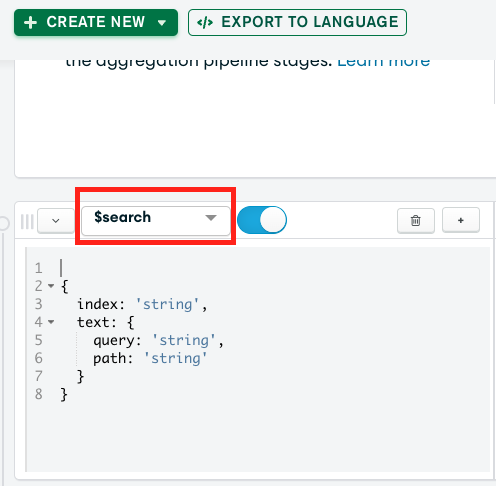 + CREATE NEW
</> EXPORT TO LANGUAGE
the aggregation pipeline stages. Learn more
$search
+
1
2 {
3 index: 'string',
4 text: {
5 query: 'string',
6 path: 'string'
7 }
8 }